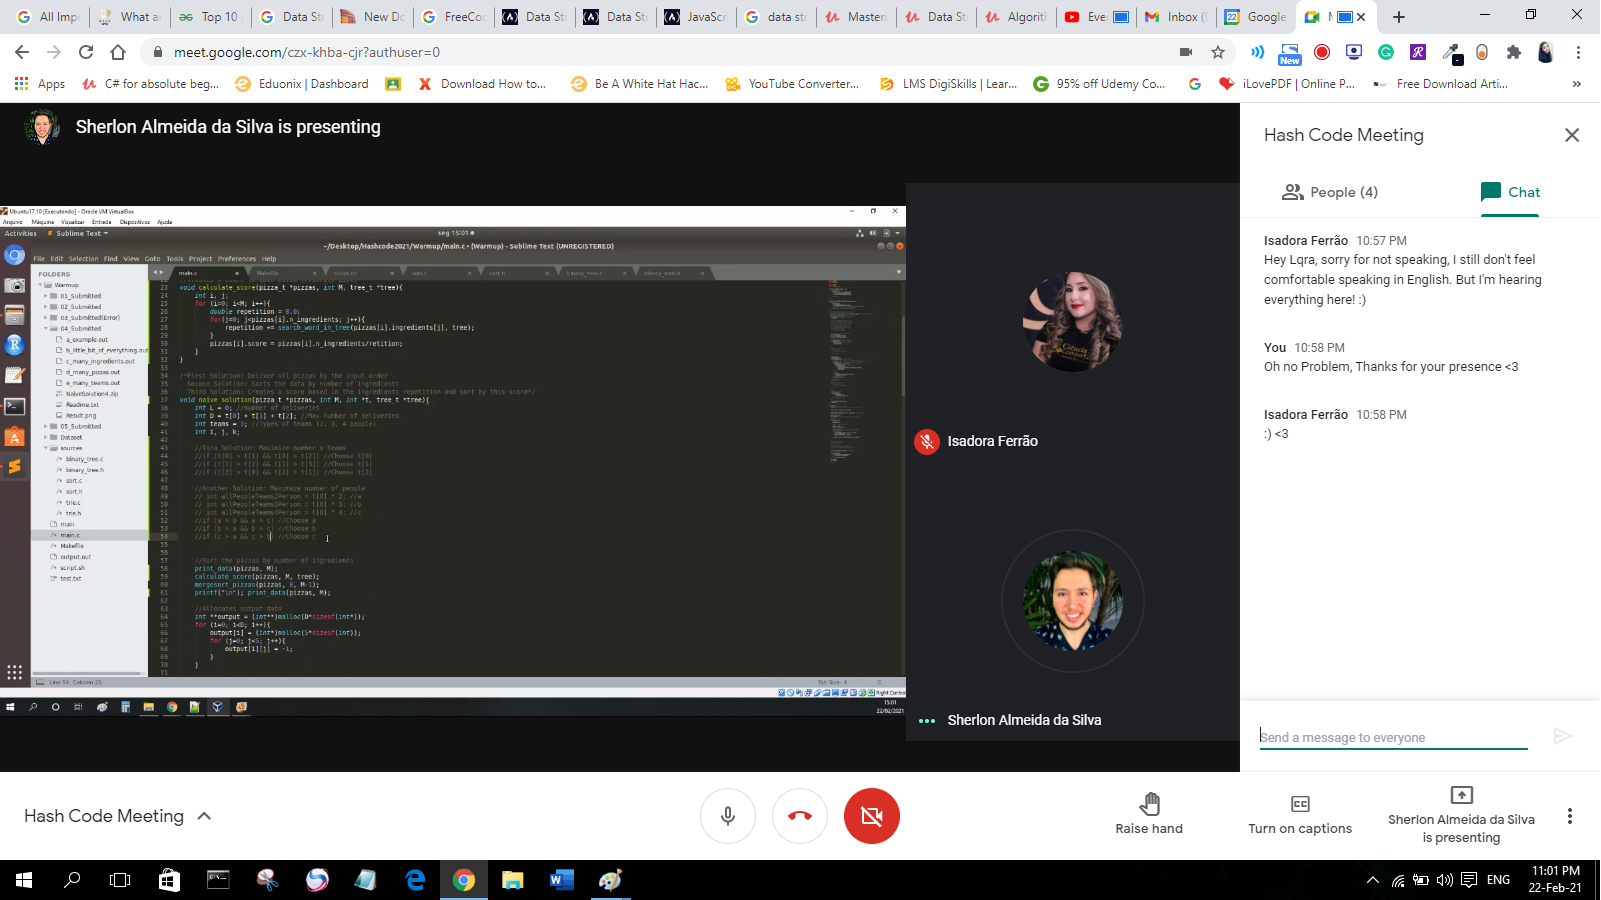 All Impo
What ar
Top 10
Data Str
New Do
FreeCoc
Data Str
Data Str
JavaScr
data str
Master
Data St
Algorit
Eve
Inbox (
Google
meet.google.com/czx-khba-cjr?authuser=0
New
Apps
C# for absolute beg...
Eduonix | Dashboard
Download How to...
Be A White Hat Hac...
YouTube Converter...
LMS DigiSkills | Lear...
95% off Udemy Co...
iLovePDF | Online P...
Free Download Arti...
Sherlon Almeida da Silva is presenting
Ubuntu17.10 [Executando] - Oracle VM VirtualBox
Arquivo Máquina Visualizar Entrada Dispositivos Ajuda
Activities Sublime Text seg 15:01
~/Desktop/Hashcode2021/Warmup/main.c • (Warmup) - Sublime Text (UNREGISTERED)
File Edit Selection Find View Goto Tools Project Preferences Help
FOLDERS
Warmup
01_Submitted
02_Submitted
03_Submitted(Error)
04_Submitted
a_example.out
b_little_bit_of_everything.out
c_many_ingredients.out
d_many_pizzas.out
e_many_teams.out
NaiveSolution4.zip
Readme.txt
Result.png
05_Submitted
Dataset
sources
binary_tree.c
binary_tree.h
sort.c
sort.h
trie.c
trie.h
main
main.c
Makefile
output.out
script.sh
test.txt
main.c Makefile script.sh sort.c sort.h binary_tree.c binary_tree.h
23 void calculate_score(pizza_t *pizzas, int M, tree_t *tree){
24 int i, j;
25 for (i=0; i<M; i++){
26 double repetition = 0.0;
27 for(j=0; j<pizzas[i].n_ingredients; j++){
28 repetition += search_word_in_tree(pizzas[i].ingredients[j], tree);
29 }
30 pizzas[i].score = pizzas[i].n_ingredients/retition;
31 }
32 }
33
34 /*First Solution: Deliver all pizzas by the input order
35 Second Solution: Sorts the data by number of ingredients
36 Third Solution: Creates a score based in the ingredients repetition and sort by this score*/
37 void naive_solution(pizza_t *pizzas, int M, int *t, tree_t *tree){
38 int L = 0; //Number of deliveries
39 int D = t[0] + t[1] + t[2]; //Max number of deliveries
40 int teams = 3; //Types of teams (2, 3, 4 people)
41 int i, j, k;
42
43 //Iqra Solution: Maximize number o teams
44 //if (t[0] > t[1] && t[0] > t[2]) //Choose t[0]
45 //if (t[1] > t[2] && t[1] > t[3]) //Choose t[1]
46 //if (t[2] > t[0] && t[2] > t[1]) //Choose t[2]
47
48 //Another Solution: Maximaze number of people
49 // int allPeopleTeams2Person = t[0] * 2; //a
50 // int allPeopleTeams3Person = t[0] * 3; //b
51 // int allPeopleTeams4Person = t[0] * 4; //c
52 //if (a > b && a > c) //Choose a
53 //if (b > a && b > c) //Choose b
54 //if (c > a && c > b) //Choose c
55
56
57 //Sort the pizzas by number of ingredients
58 print_data(pizzas, M);
59 calculate_score(pizzas, M, tree);
60 mergesort_pizzas(pizzas, 0, M-1);
61 printf("\n"); print_data(pizzas, M);
62
63 //Allocates output data
64 int **output = (int**)malloc(D*sizeof(int*));
65 for (i=0; i<D; i++){
66 output[i] = (int*)malloc(5*sizeof(int));
67 for (j=0; j<5; j++){
68 output[i][j] = -1;
69 }
70 }
71
Line 54, Column 25
Tab Size: 4 C
Right Control
15:01
22/02/2021
Isadora Ferrão
Sherlon Almeida da Silva
Hash Code Meeting
People (4)
Chat
Isadora Ferrão 10:57 PM
Hey Lqra, sorry for not speaking, I still don't feel
comfortable speaking in English. But I'm hearing
everything here! :)
You 10:58 PM
Oh no Problem, Thanks for your presence <3
Isadora Ferrão 10:58 PM
:) <3
Send a message to everyone
Hash Code Meeting
Raise hand
Turn on captions
Sherlon Almeida da Silva
is presenting
ENG
11:01 PM
22-Feb-21